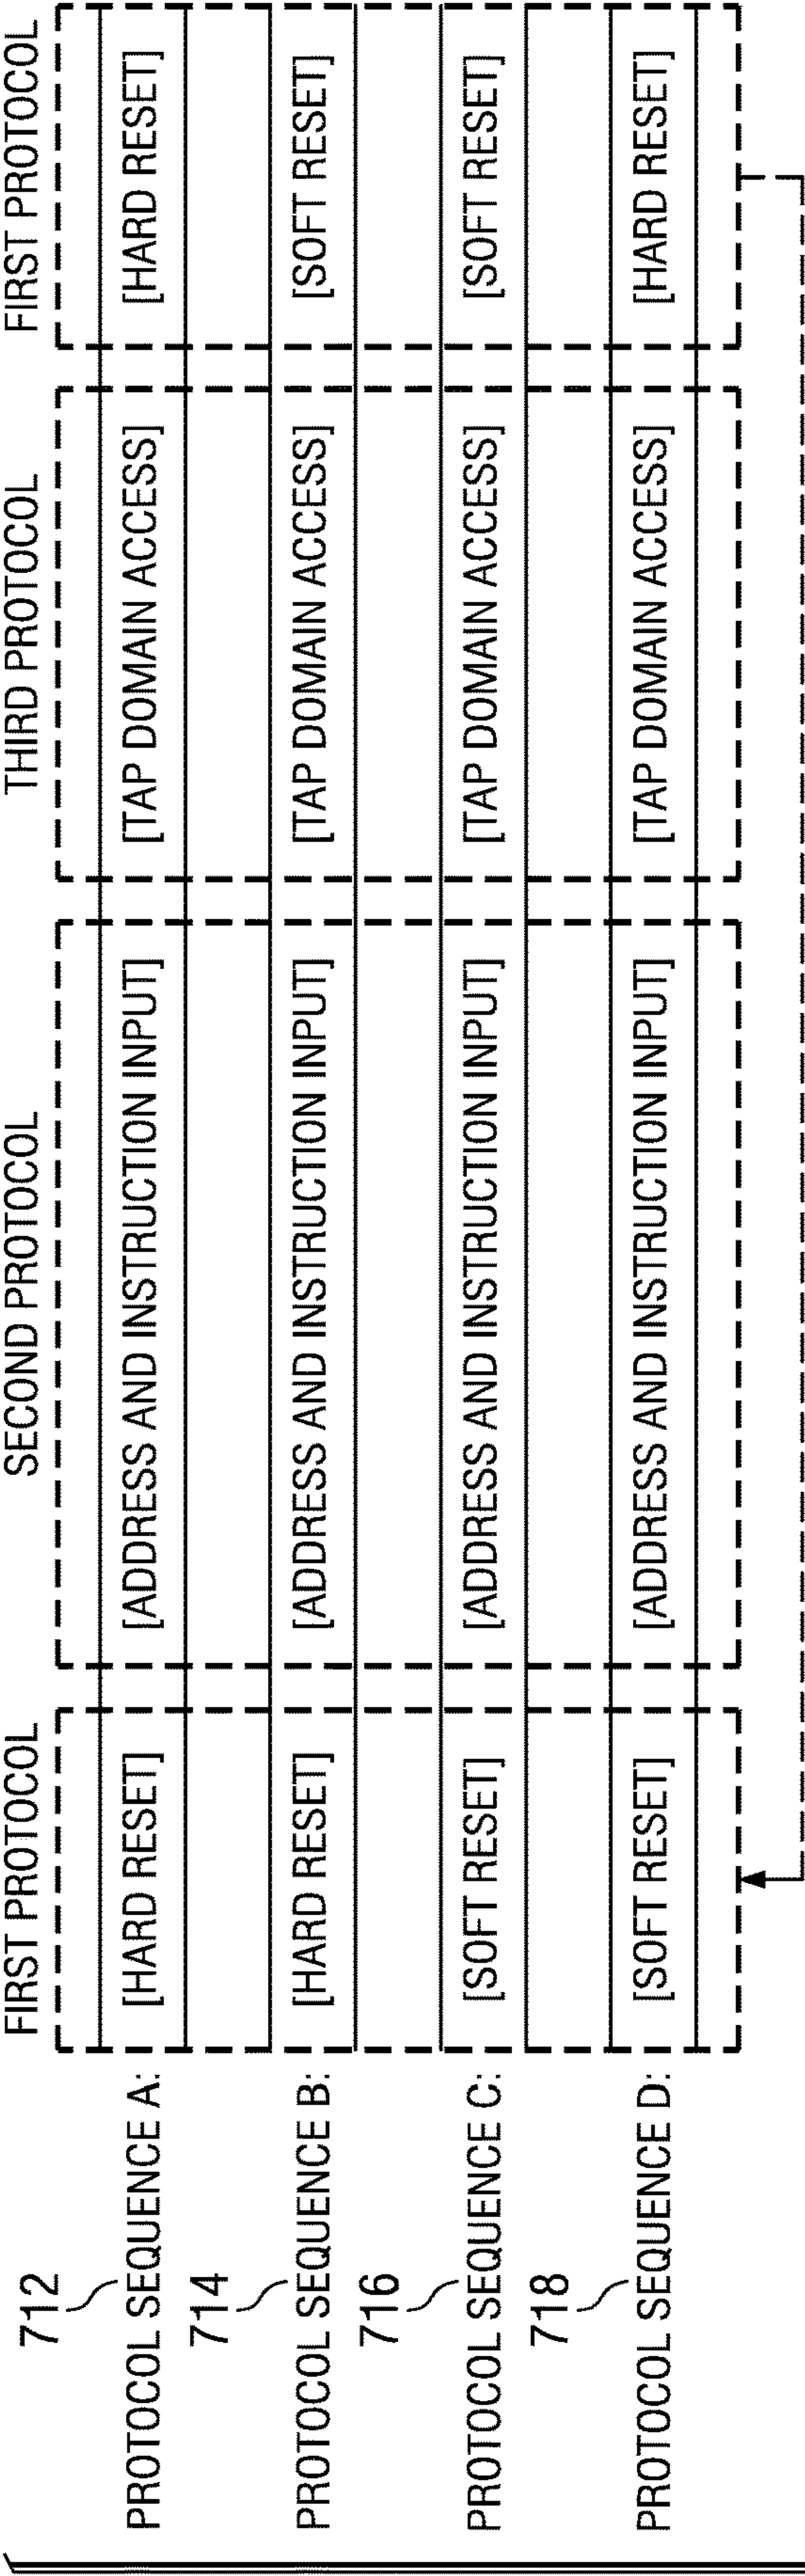 FIRST PROTOCOL SECOND PROTOCOL THIRD PROTOCOL FIRST PROTOCOL
712
PROTOCOL SEQUENCE A: [HARD RESET] [ADDRESS AND INSTRUCTION INPUT] [TAP DOMAIN ACCESS] [HARD RESET]
714
PROTOCOL SEQUENCE B: [HARD RESET] [ADDRESS AND INSTRUCTION INPUT] [TAP DOMAIN ACCESS] [SOFT RESET]
716
PROTOCOL SEQUENCE C: [SOFT RESET] [ADDRESS AND INSTRUCTION INPUT] [TAP DOMAIN ACCESS] [SOFT RESET]
718
PROTOCOL SEQUENCE D: [SOFT RESET] [ADDRESS AND INSTRUCTION INPUT] [TAP DOMAIN ACCESS] [HARD RESET]